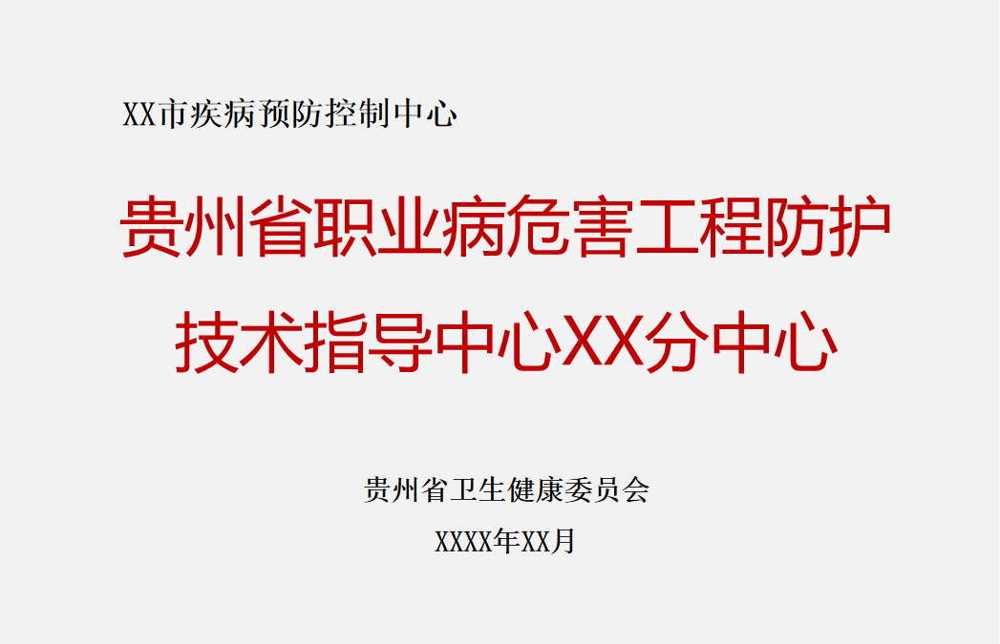 XX市疾病预防控制中心
贵州省职业病危害工程防护
技术指导中心XX分中心
贵州省卫生健康委员会
XXXX年XX月